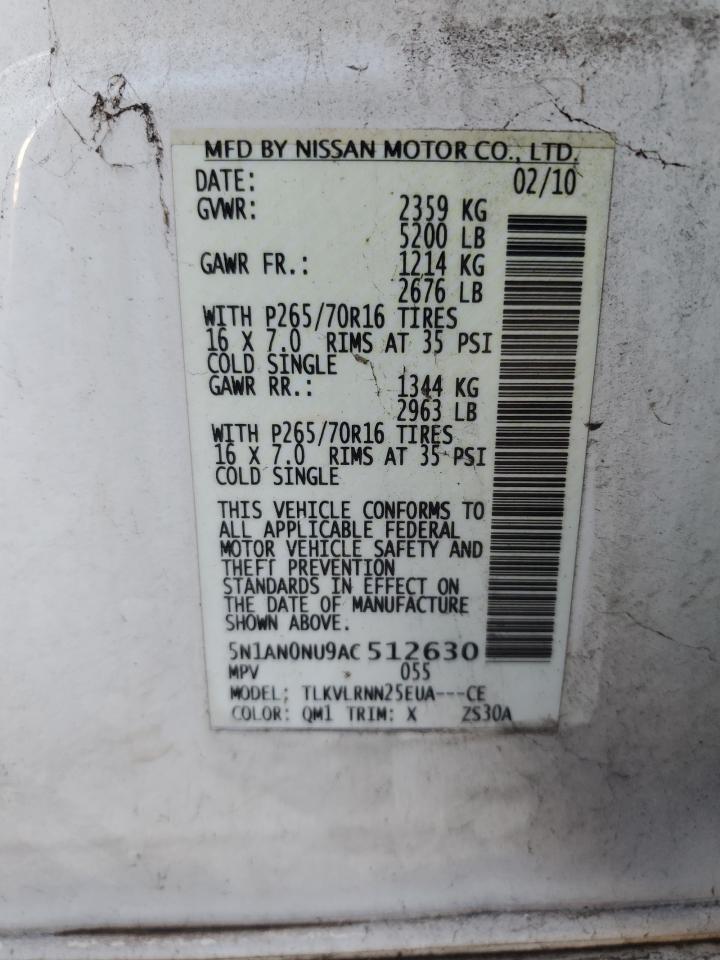 MFD BY NISSAN MOTOR CO., LTD.
DATE: 02/10
GVWR: 2359 KG
5200 LB
GAWR FR.: 1214 KG
2676 LB
WITH P265/70R16 TIRES
16 X 7.0 RIMS AT 35 PSI
COLD SINGLE
GAWR RR.: 1344 KG
2963 LB
WITH P265/70R16 TIRES
16 X 7.0 RIMS AT 35 PSI
COLD SINGLE
THIS VEHICLE CONFORMS TO
ALL APPLICABLE FEDERAL
MOTOR VEHICLE SAFETY AND
THEFT PREVENTION
STANDARDS IN EFFECT ON
THE DATE OF MANUFACTURE
SHOWN ABOVE.
5N1AN0NU9AC 512630
MPV 055
MODEL: TLKVLRNN25EUA---CE
COLOR: QM1 TRIM: X ZS30A